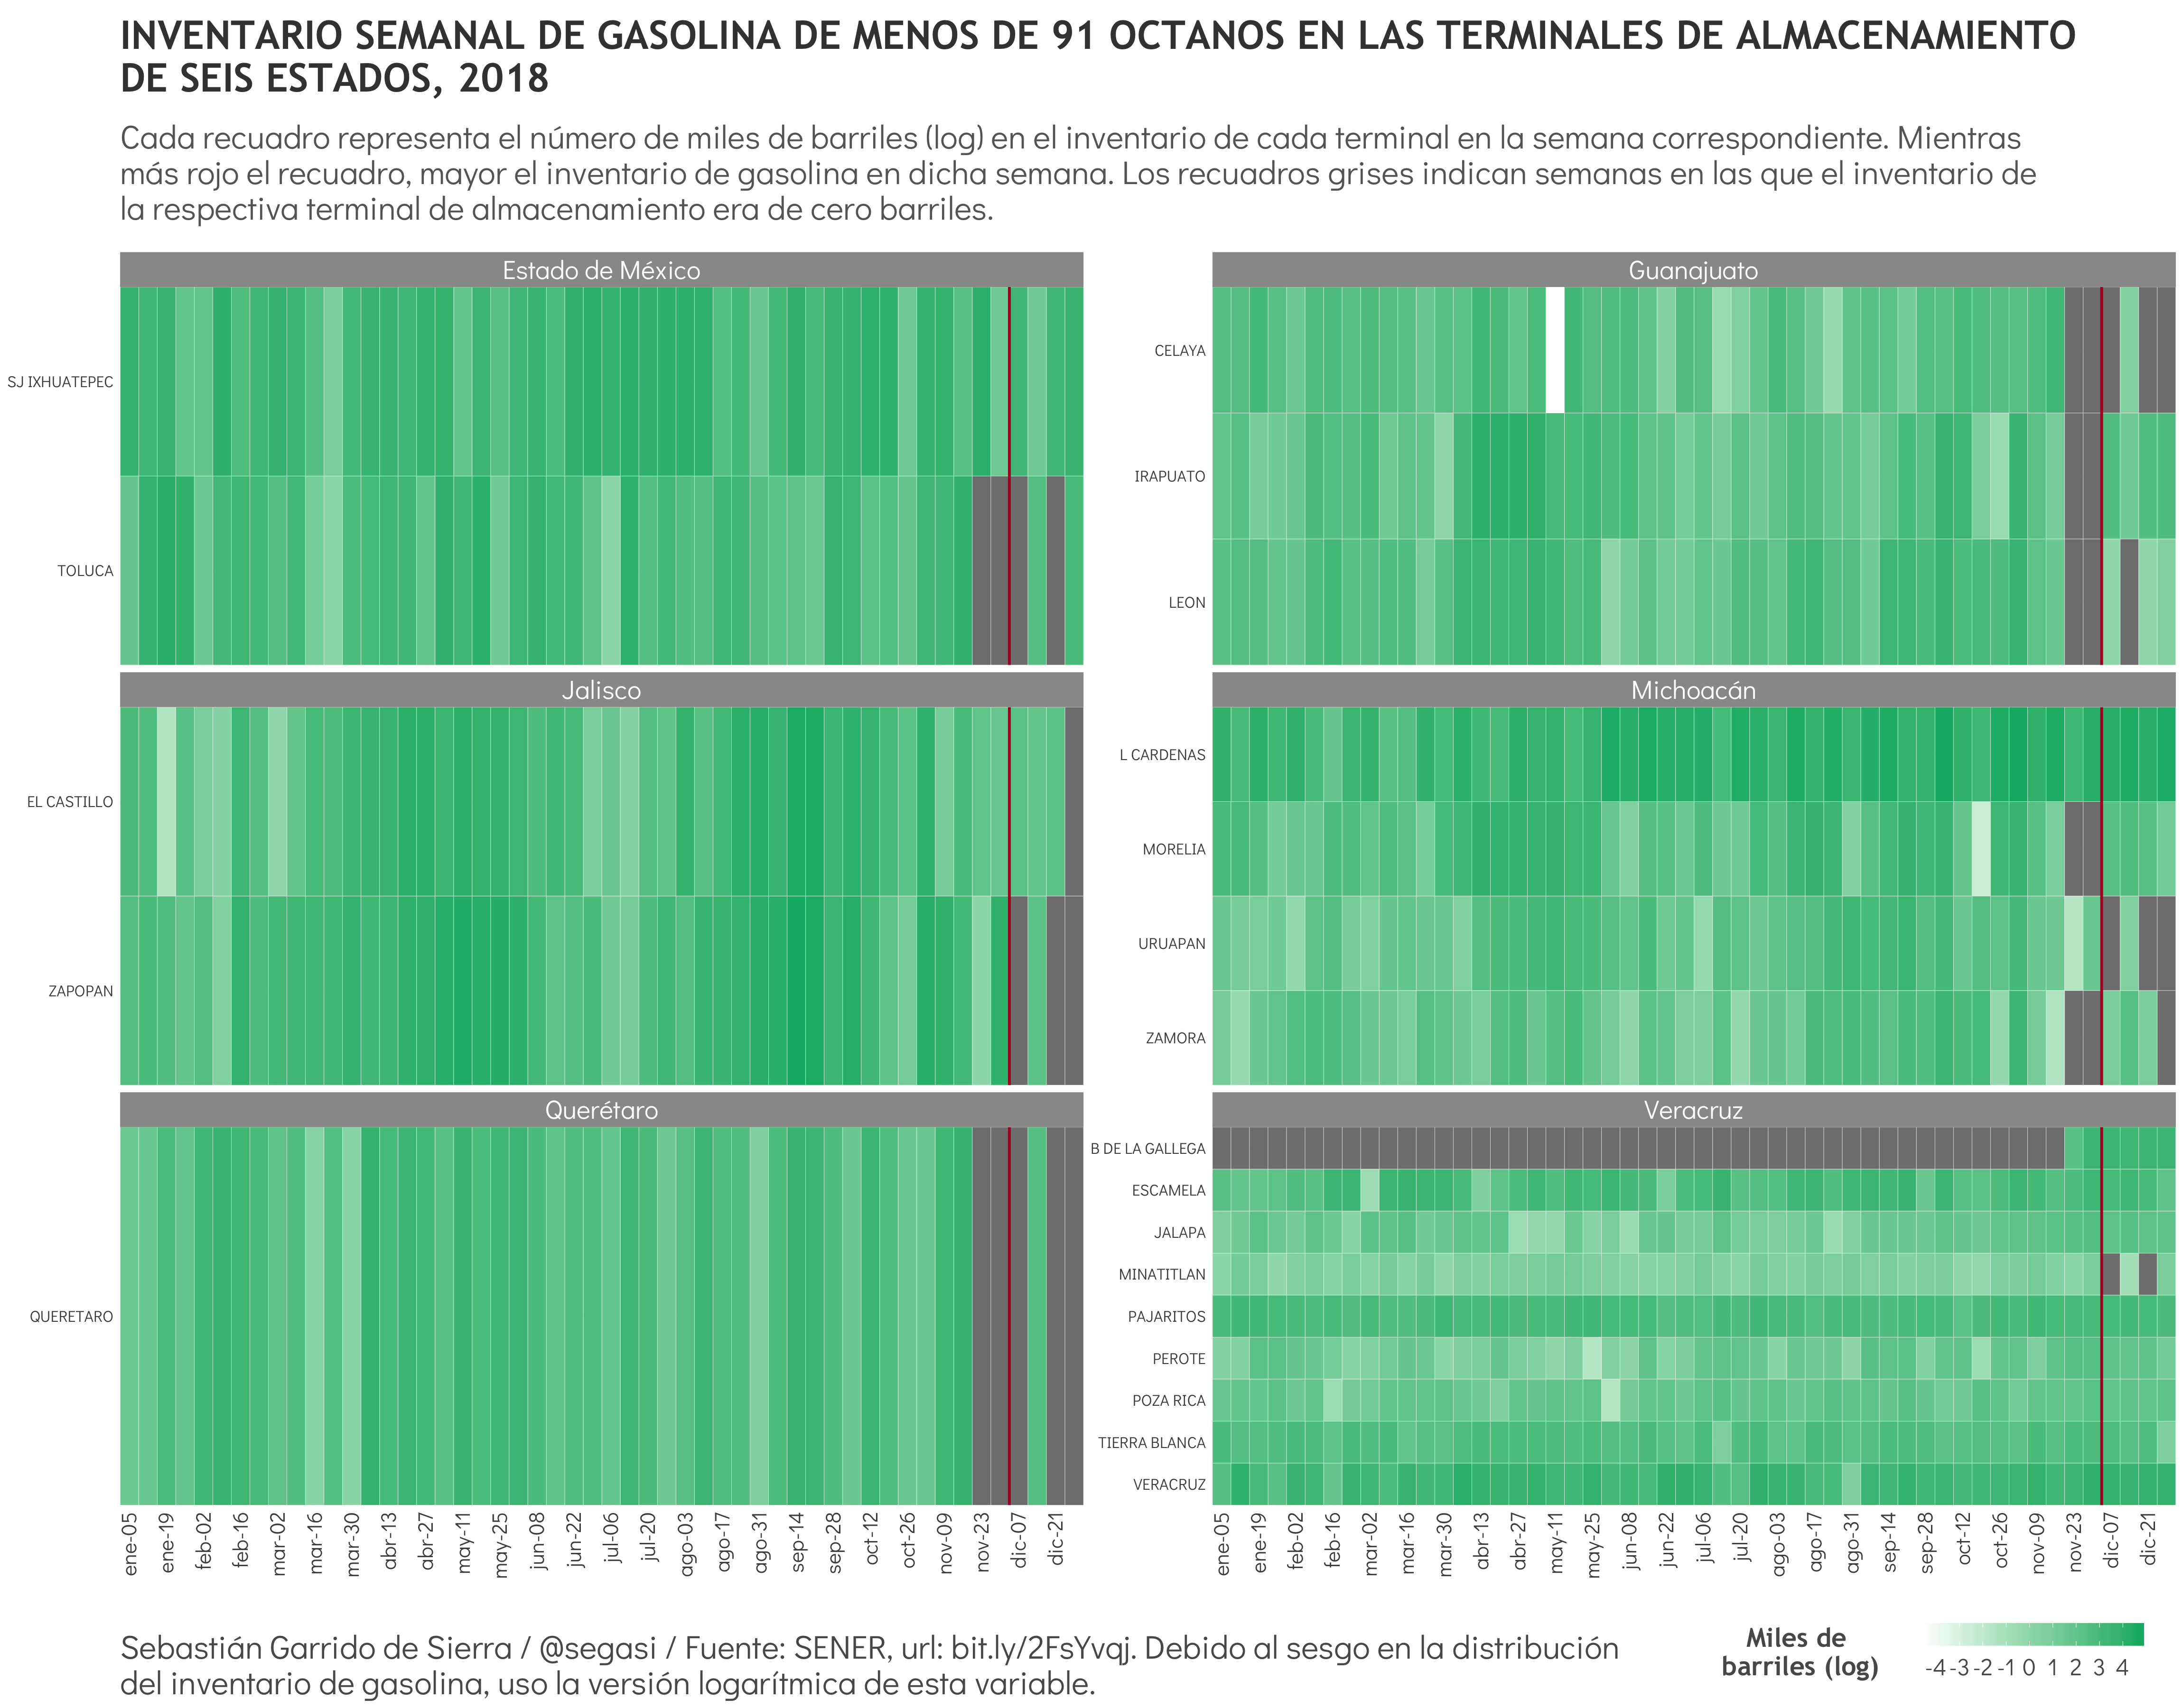 INVENTARIO SEMANAL DE GASOLINA DE MENOS DE 91 OCTANOS EN LAS TERMINALES DE ALMACENAMIENTO
DE SEIS ESTADOS, 2018
Cada recuadro representa el número de miles de barriles (log) en el inventario de cada terminal en la semana correspondiente. Mientras
más rojo el recuadro, mayor el inventario de gasolina en dicha semana. Los recuadros grises indican semanas en las que el inventario de
la respectiva terminal de almacenamiento era de cero barriles.
Estado de México
SJ IXHUATEPEC
TOLUCA
Guanajuato
CELAYA
IRAPUATO
LEON
Jalisco
EL CASTILLO
ZAPOPAN
Michoacán
L CARDENAS
MORELIA
URUAPAN
ZAMORA
Querétaro
QUERETARO
Veracruz
B DE LA GALLEGA
ESCAMELA
JALAPA
MINATITLAN
PAJARITOS
PEROTE
POZA RICA
TIERRA BLANCA
VERACRUZ
ene-05 ene-19 feb-02 feb-16 mar-02 mar-16 mar-30 abr-13 abr-27 may-11 may-25 jun-08 jun-22 jul-06 jul-20 ago-03 ago-17 ago-31 sep-14 sep-28 oct-12 oct-26 nov-09 nov-23 dic-07 dic-21
ene-05 ene-19 feb-02 feb-16 mar-02 mar-16 mar-30 abr-13 abr-27 may-11 may-25 jun-08 jun-22 jul-06 jul-20 ago-03 ago-17 ago-31 sep-14 sep-28 oct-12 oct-26 nov-09 nov-23 dic-07 dic-21
Sebastián Garrido de Sierra / @segasi / Fuente: SENER, url: bit.ly/2FsYvqj. Debido al sesgo en la distribución
del inventario de gasolina, uso la versión logarítmica de esta variable.
Miles de
barriles (log)
-4 -3 -2 -1 0 1 2 3 4